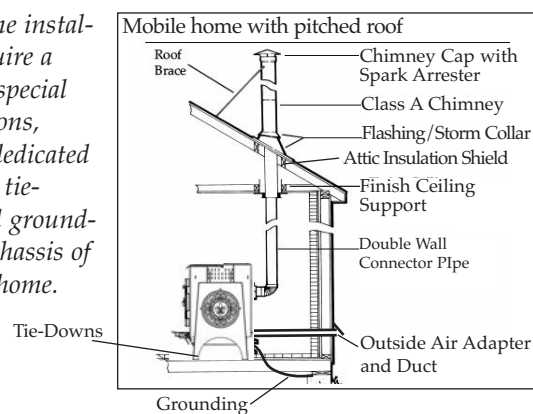 ne instal-
uire a
special
ons,
dedicated
tie-
d ground-
hassis of
home.
Mobile home with pitched roof
Roof
Brace
Chimney Cap with
Spark Arrester
Class A Chimney
Flashing/Storm Collar
Attic Insulation Shield
Finish Ceiling
Support
Double Wall
Connector PIpe
Tie-Downs
Outside Air Adapter
and Duct
Grounding